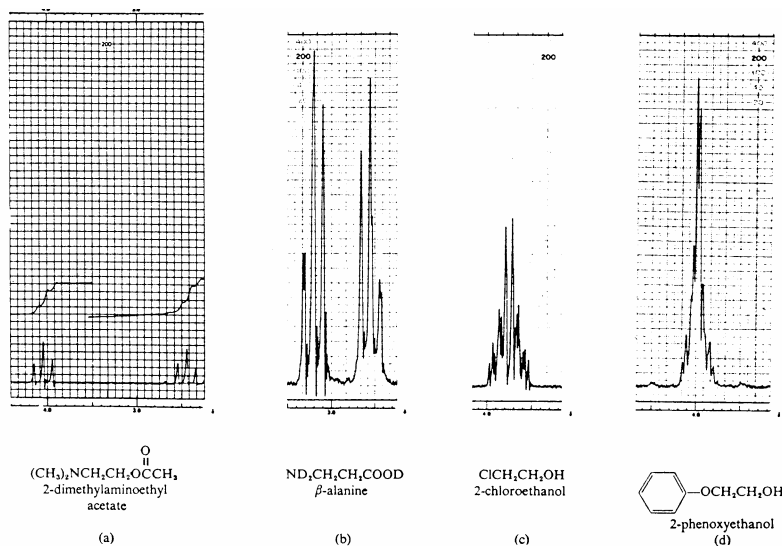 200
200
200
200
4.0
3.0
δ
3.0
δ
4.0
δ
4.0
δ
O
(CH₃)₂NCH₂CH₂OCCH₃
2-dimethylaminoethyl
acetate
(a)
ND₂CH₂CH₂COOD
β-alanine
(b)
ClCH₂CH₂OH
2-chloroethanol
(c)
OCH₂CH₂OH
2-phenoxyethanol
(d)